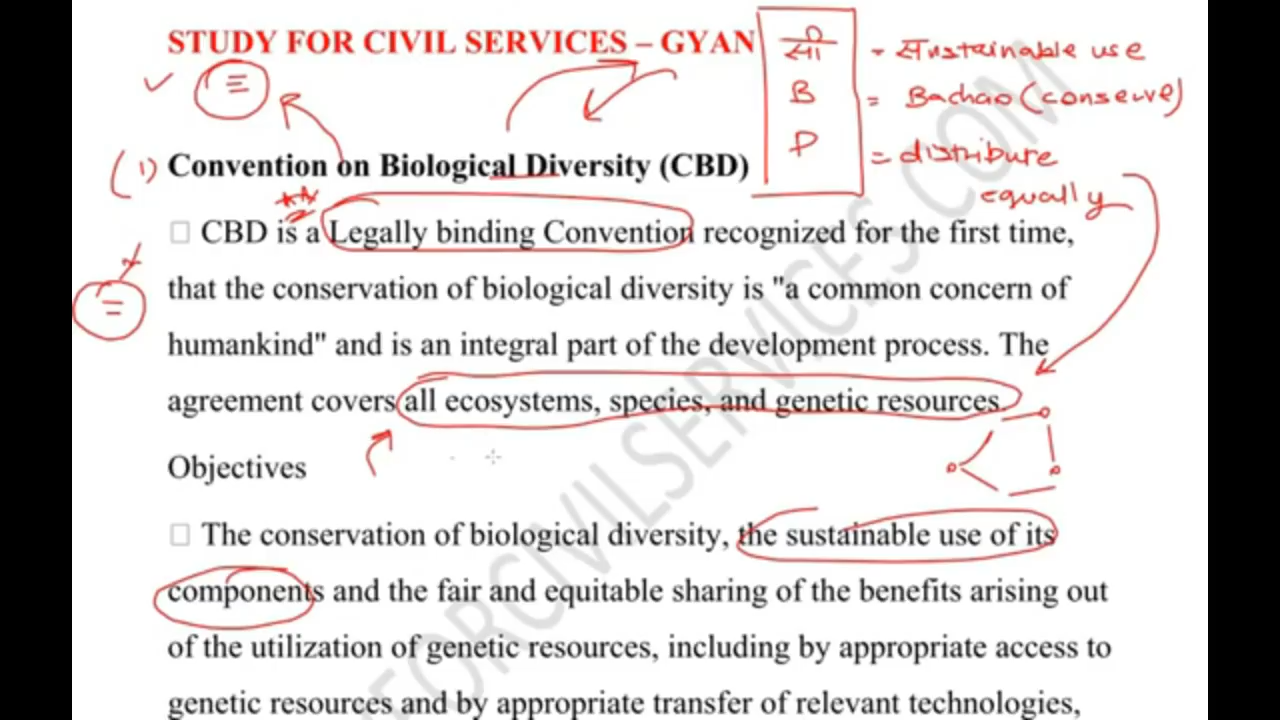 STUDY FOR CIVIL SERVICES – GYAN
= sustainable use
B = Bachao (conserve)
D = distribute
equally
(1) Convention on Biological Diversity (CBD)
CBD is a Legally binding Convention recognized for the first time,
that the conservation of biological diversity is "a common concern of
humankind" and is an integral part of the development process. The
agreement covers all ecosystems, species, and genetic resources.
Objectives
The conservation of biological diversity, the sustainable use of its
components and the fair and equitable sharing of the benefits arising out
of the utilization of genetic resources, including by appropriate access to
genetic resources and by appropriate transfer of relevant technologies,
FORCIVILSERVICES.COM